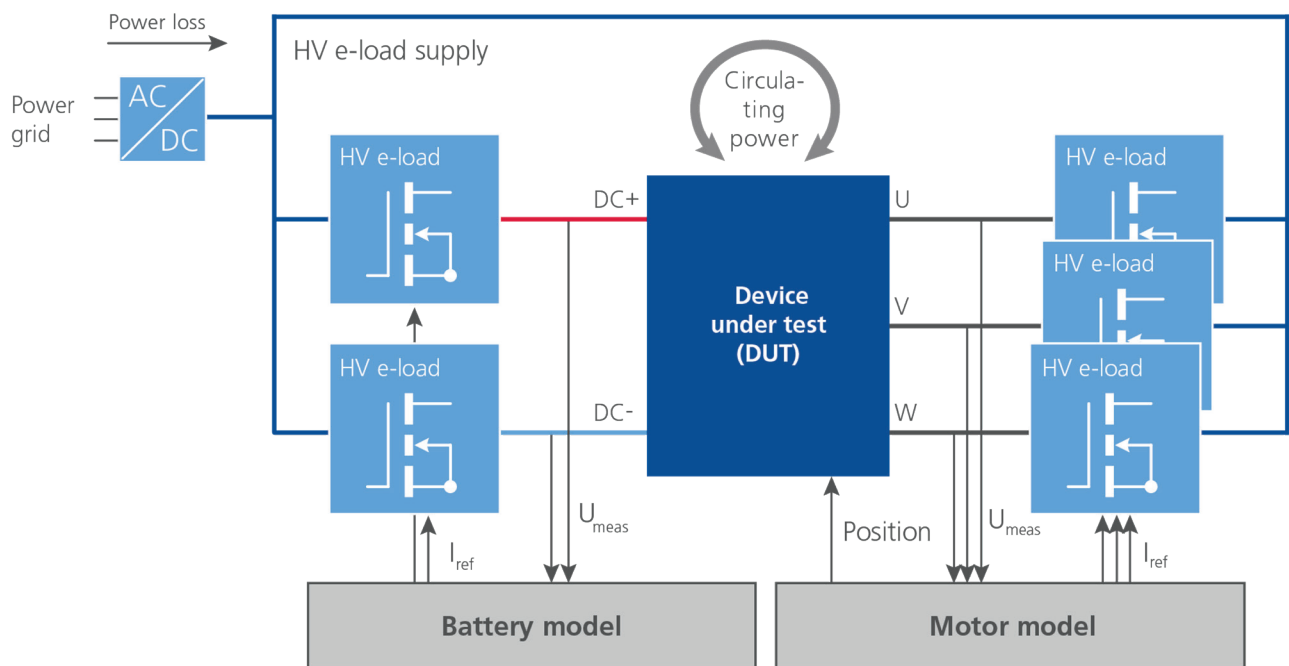 Power loss
HV e-load supply
Power
grid
AC
DC
Circula-
ting
power
HV e-load
HV e-load
DC+
DC-
Device
under test
(DUT)
U
V
W
HV e-load
HV e-load
HV e-load
Umeas
Iref
Position
Umeas
Iref
Battery model
Motor model